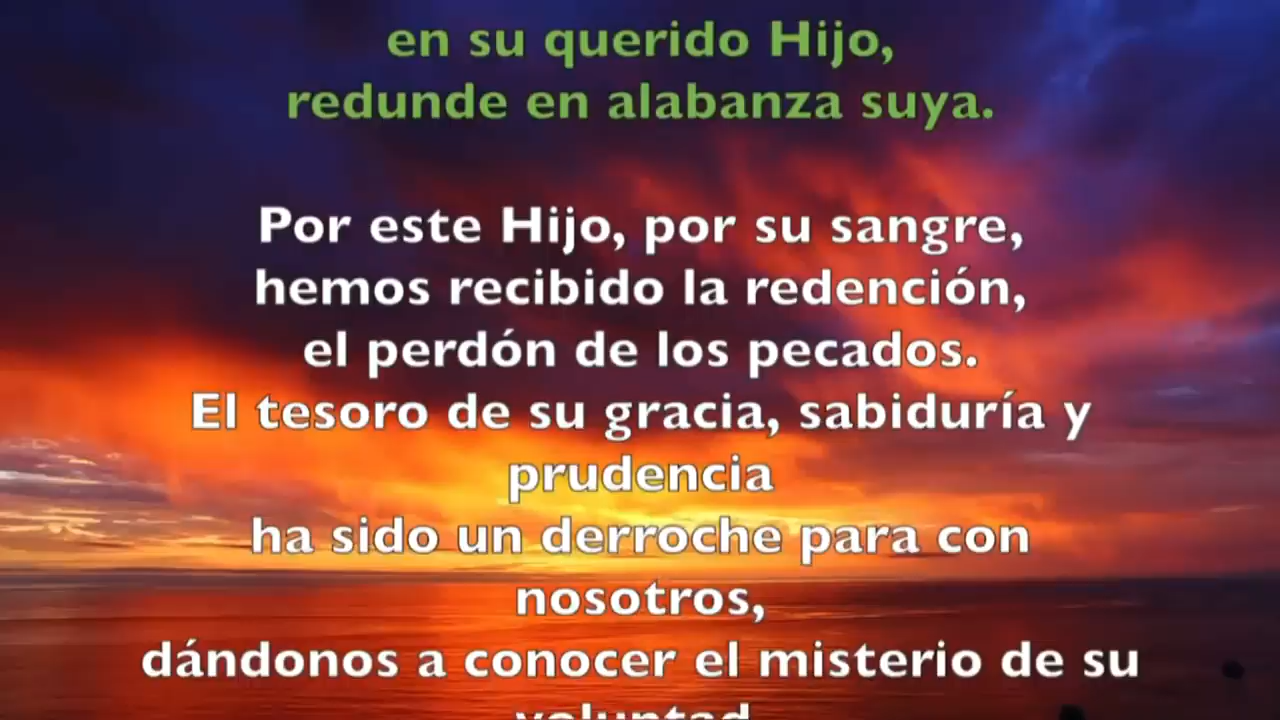 en su querido Hijo,
redunde en alabanza suya.
Por este Hijo, por su sangre,
hemos recibido la redención,
el perdón de los pecados.
El tesoro de su gracia, sabiduría y
prudencia
ha sido un derroche para con
nosotros,
dándonos a conocer el misterio de su
voluntad